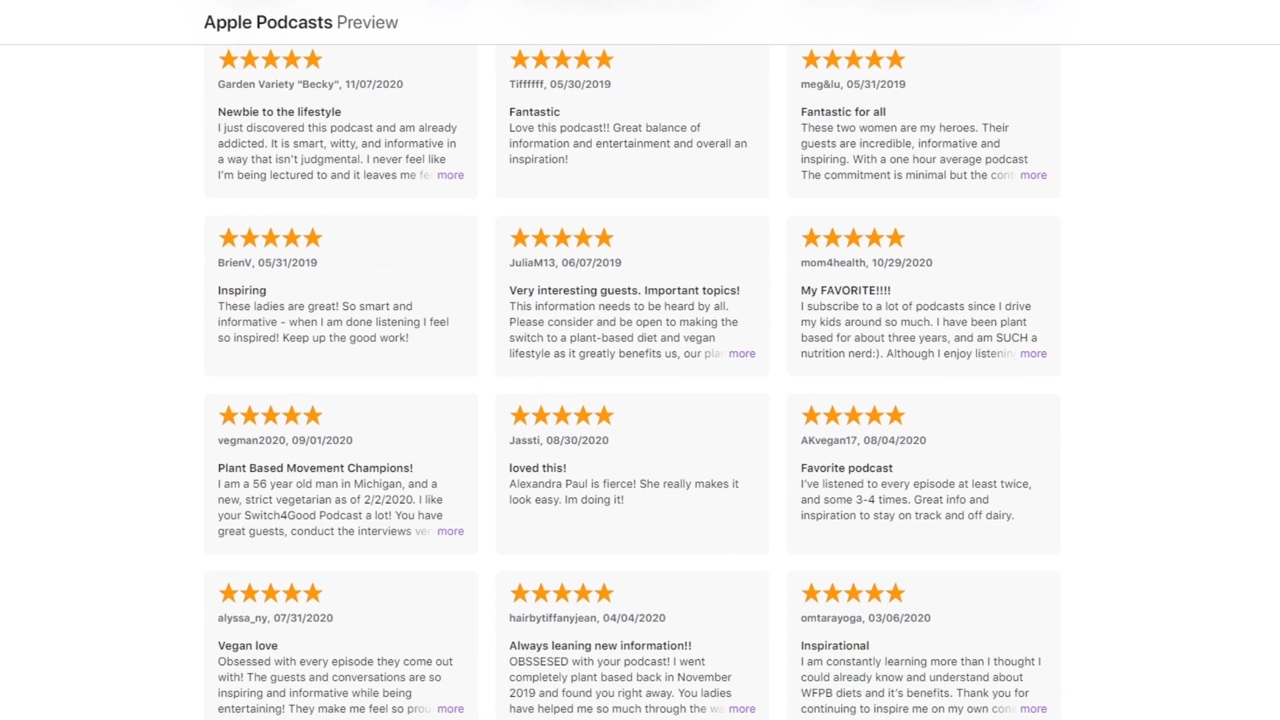 Apple Podcasts Preview
Garden Variety "Becky", 11/07/2020
Newbie to the lifestyle
I just discovered this podcast and am already
addicted. It is smart, witty, and informative in
a way that isn't judgmental. I never feel like
I'm being lectured to and it leaves me more
Tiffffff, 05/30/2019
Fantastic
Love this podcast!! Great balance of
information and entertainment and overall an
inspiration!
meg&lu, 05/31/2019
Fantastic for all
These two women are my heroes. Their
guests are incredible, informative and
inspiring. With a one hour average podcast
The commitment is minimal but the more
BrienV, 05/31/2019
Inspiring
These ladies are great! So smart and
informative - when I am done listening I feel
so inspired! Keep up the good work!
JuliaM13, 06/07/2019
Very interesting guests. Important topics!
This information needs to be heard by all.
Please consider and be open to making the
switch to a plant-based diet and vegan
lifestyle as it greatly benefits us, our more
mom4health, 10/29/2020
My FAVORITE!!!!
I subscribe to a lot of podcasts since I drive
my kids around so much. I have been plant
based for about three years, and am SUCH a
nutrition nerd:). Although I enjoy listening more
vegman2020, 09/01/2020
Plant Based Movement Champions!
I am a 56 year old man in Michigan, and a
new, strict vegetarian as of 2/2/2020. I like
your Switch4Good Podcast a lot! You have
great guests, conduct the interviews more
Jassti, 08/30/2020
loved this!
Alexandra Paul is fierce! She really makes it
look easy. Im doing it!
AKvegan17, 08/04/2020
Favorite podcast
I've listened to every episode at least twice,
and some 3-4 times. Great info and
inspiration to stay on track and off dairy.
alyssa_ny, 07/31/2020
Vegan love
Obsessed with every episode they come out
with! The guests and conversations are so
inspiring and informative while being
entertaining! They make me feel so more
hairbytiffanyjean, 04/04/2020
Always leaning new information!!
OBSSESED with your podcast! I went
completely plant based back in November
2019 and found you right away. You ladies
have helped me so much through the more
omtarayoga, 03/06/2020
Inspirational
I am constantly learning more than I thought I
could already know and understand about
WFPB diets and it's benefits. Thank you for
continuing to inspire me on my own more